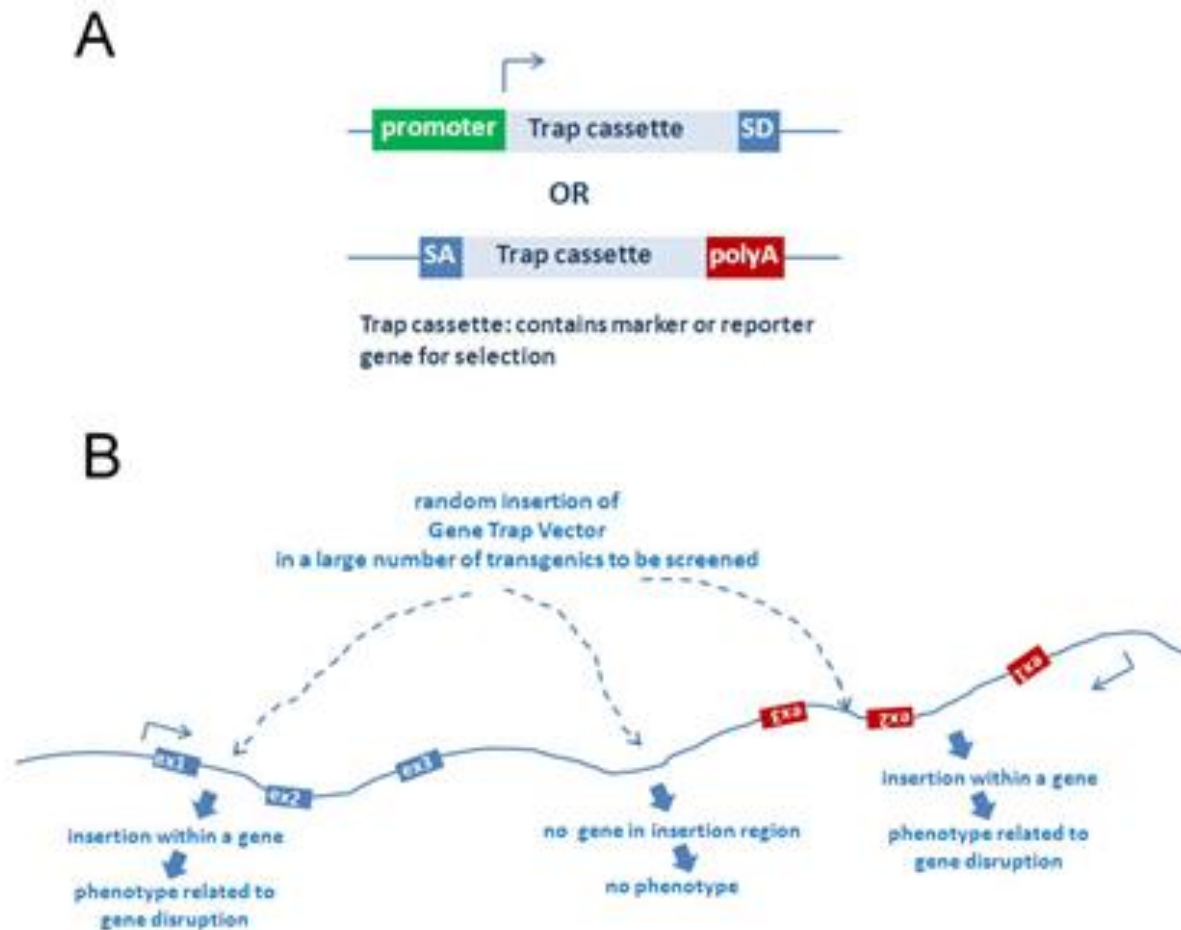 A
promoter Trap cassette SD
OR
SA Trap cassette polyA
Trap cassette: contains marker or reporter
gene for selection
B
random insertion of
Gene Trap Vector
in a large number of transgenics to be screened
ex1
ex2
ex3
ex3
ex2
ex1
insertion within a gene
phenotype related to
gene disruption
no gene in insertion region
no phenotype
insertion within a gene
phenotype related to
gene disruption